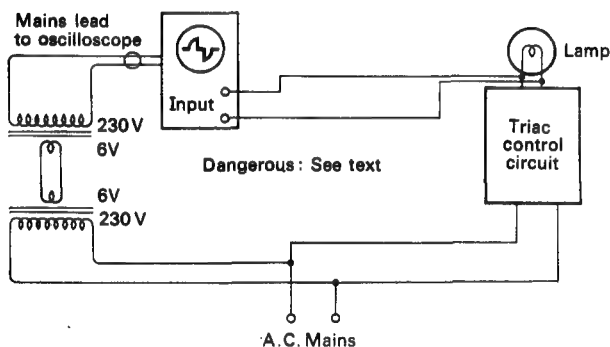 Mains lead
to oscilloscope
Lamp
Input
230 V
6V
Triac
control
circuit
Dangerous: See text
6V
230 V
A.C. Mains